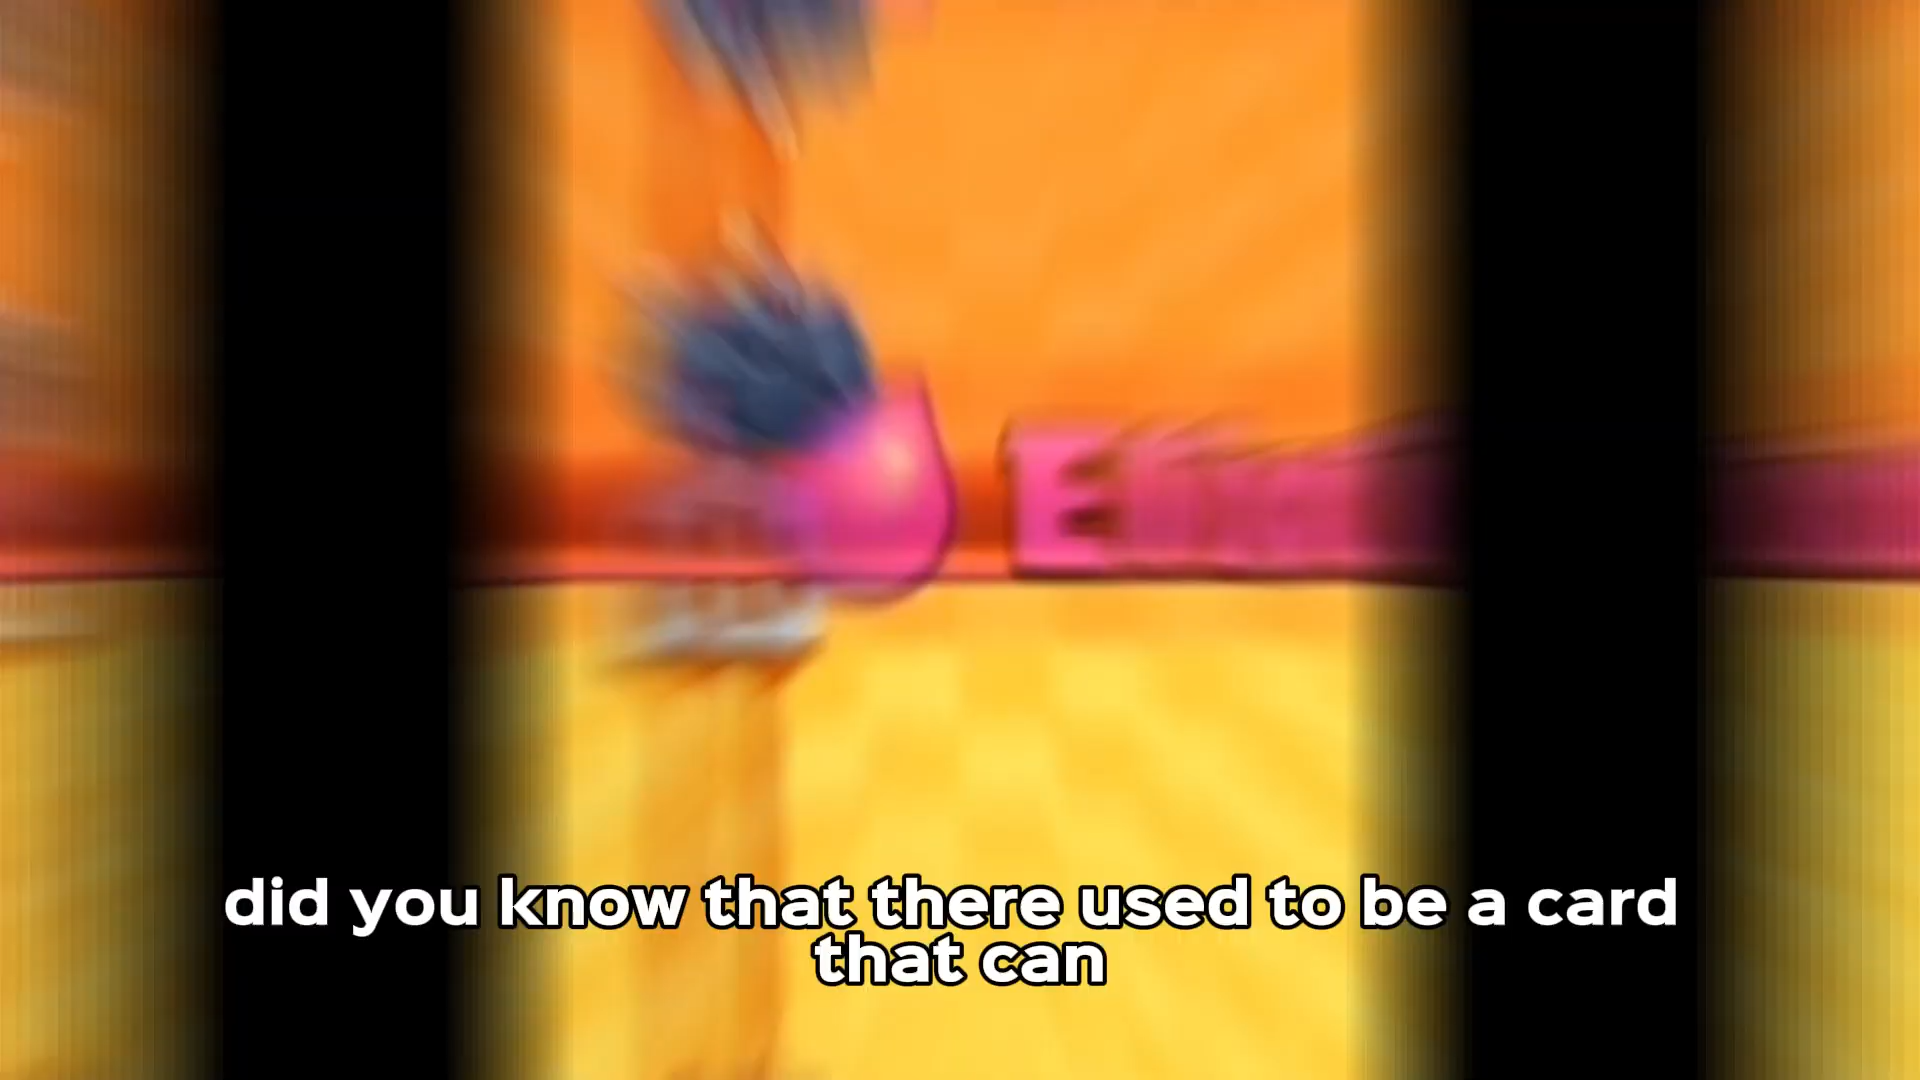 did you know that there used to be a card
that can